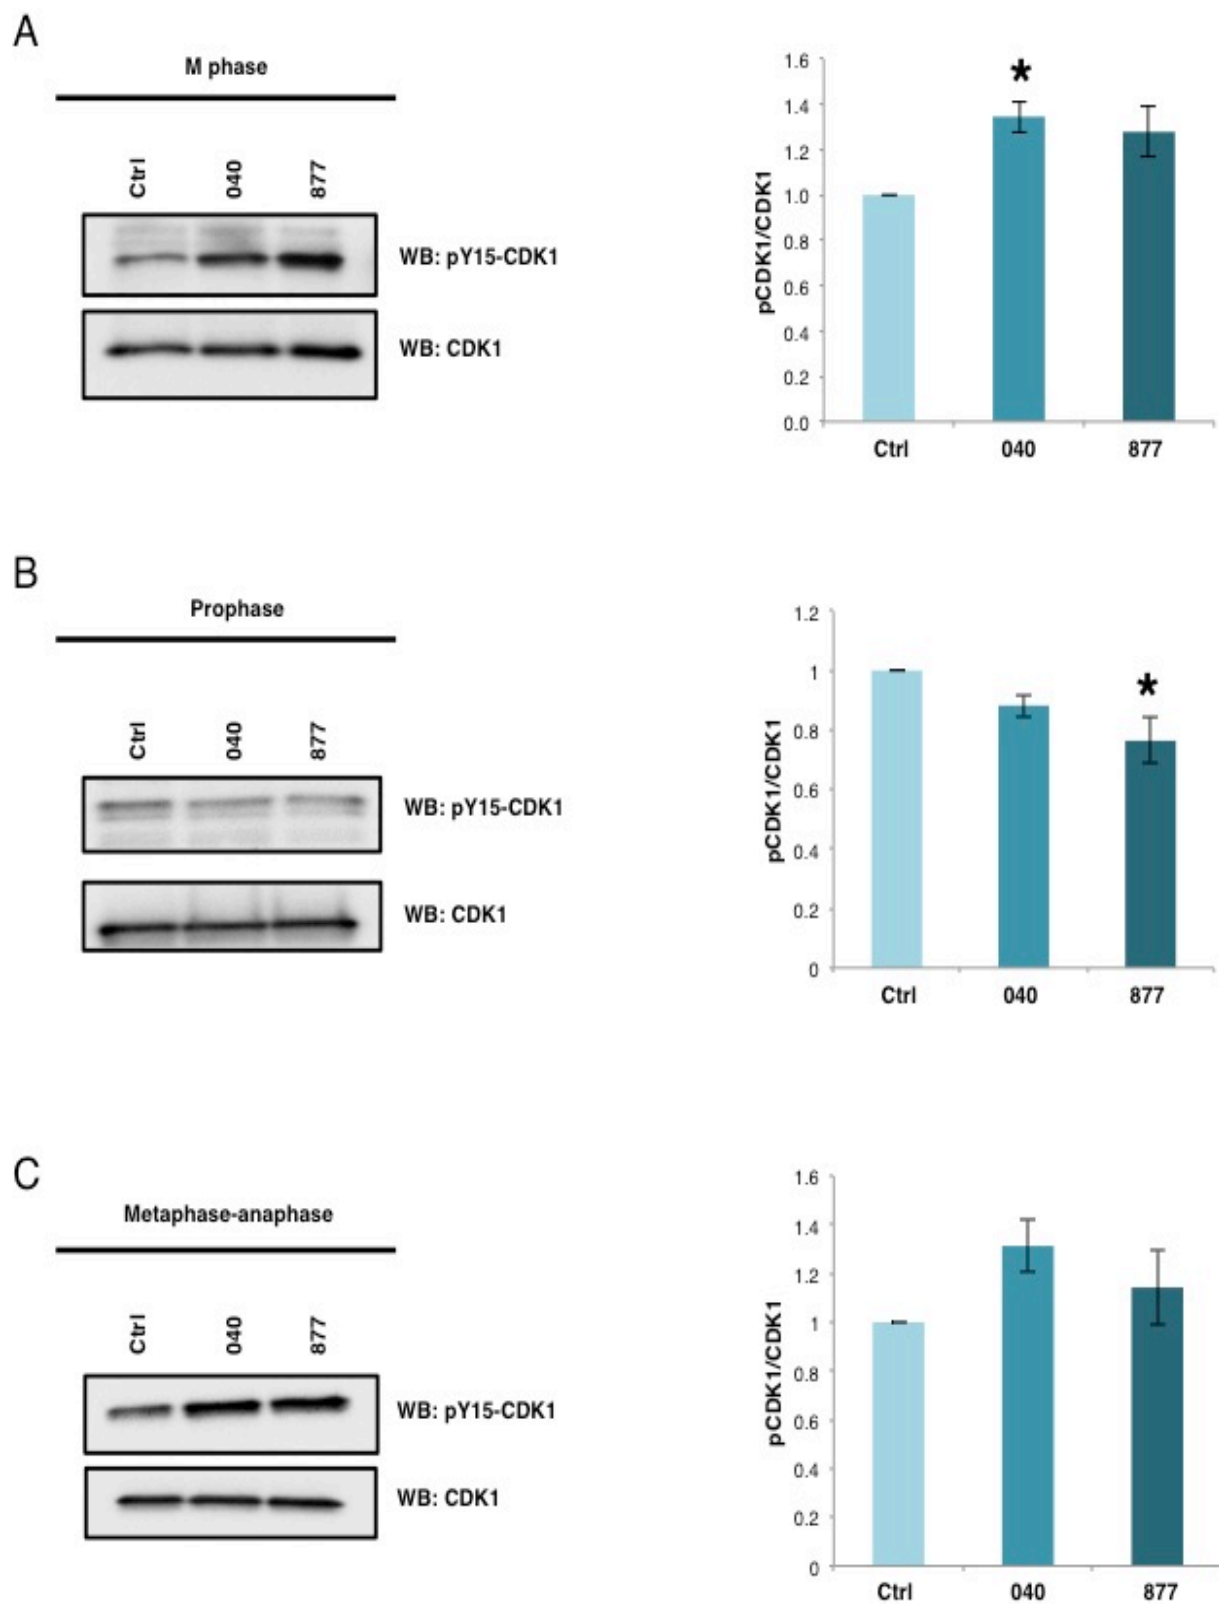 A
M phase
Ctrl
040
877
WB: pY15-CDK1
WB: CDK1
pCDK1/CDK1
1.6
*
1.4
1.2
1.0
0.8
0.6
0.4
0.2
0.0
Ctrl 040 877
B
Prophase
Ctrl
040
877
WB: pY15-CDK1
WB: CDK1
pCDK1/CDK1
1.2
1
*
0.8
0.6
0.4
0.2
0
Ctrl 040 877
C
Metaphase-anaphase
Ctrl
040
877
WB: pY15-CDK1
WB: CDK1
pCDK1/CDK1
1.6
1.4
1.2
1
0.8
0.6
0.4
0.2
0
Ctrl 040 877